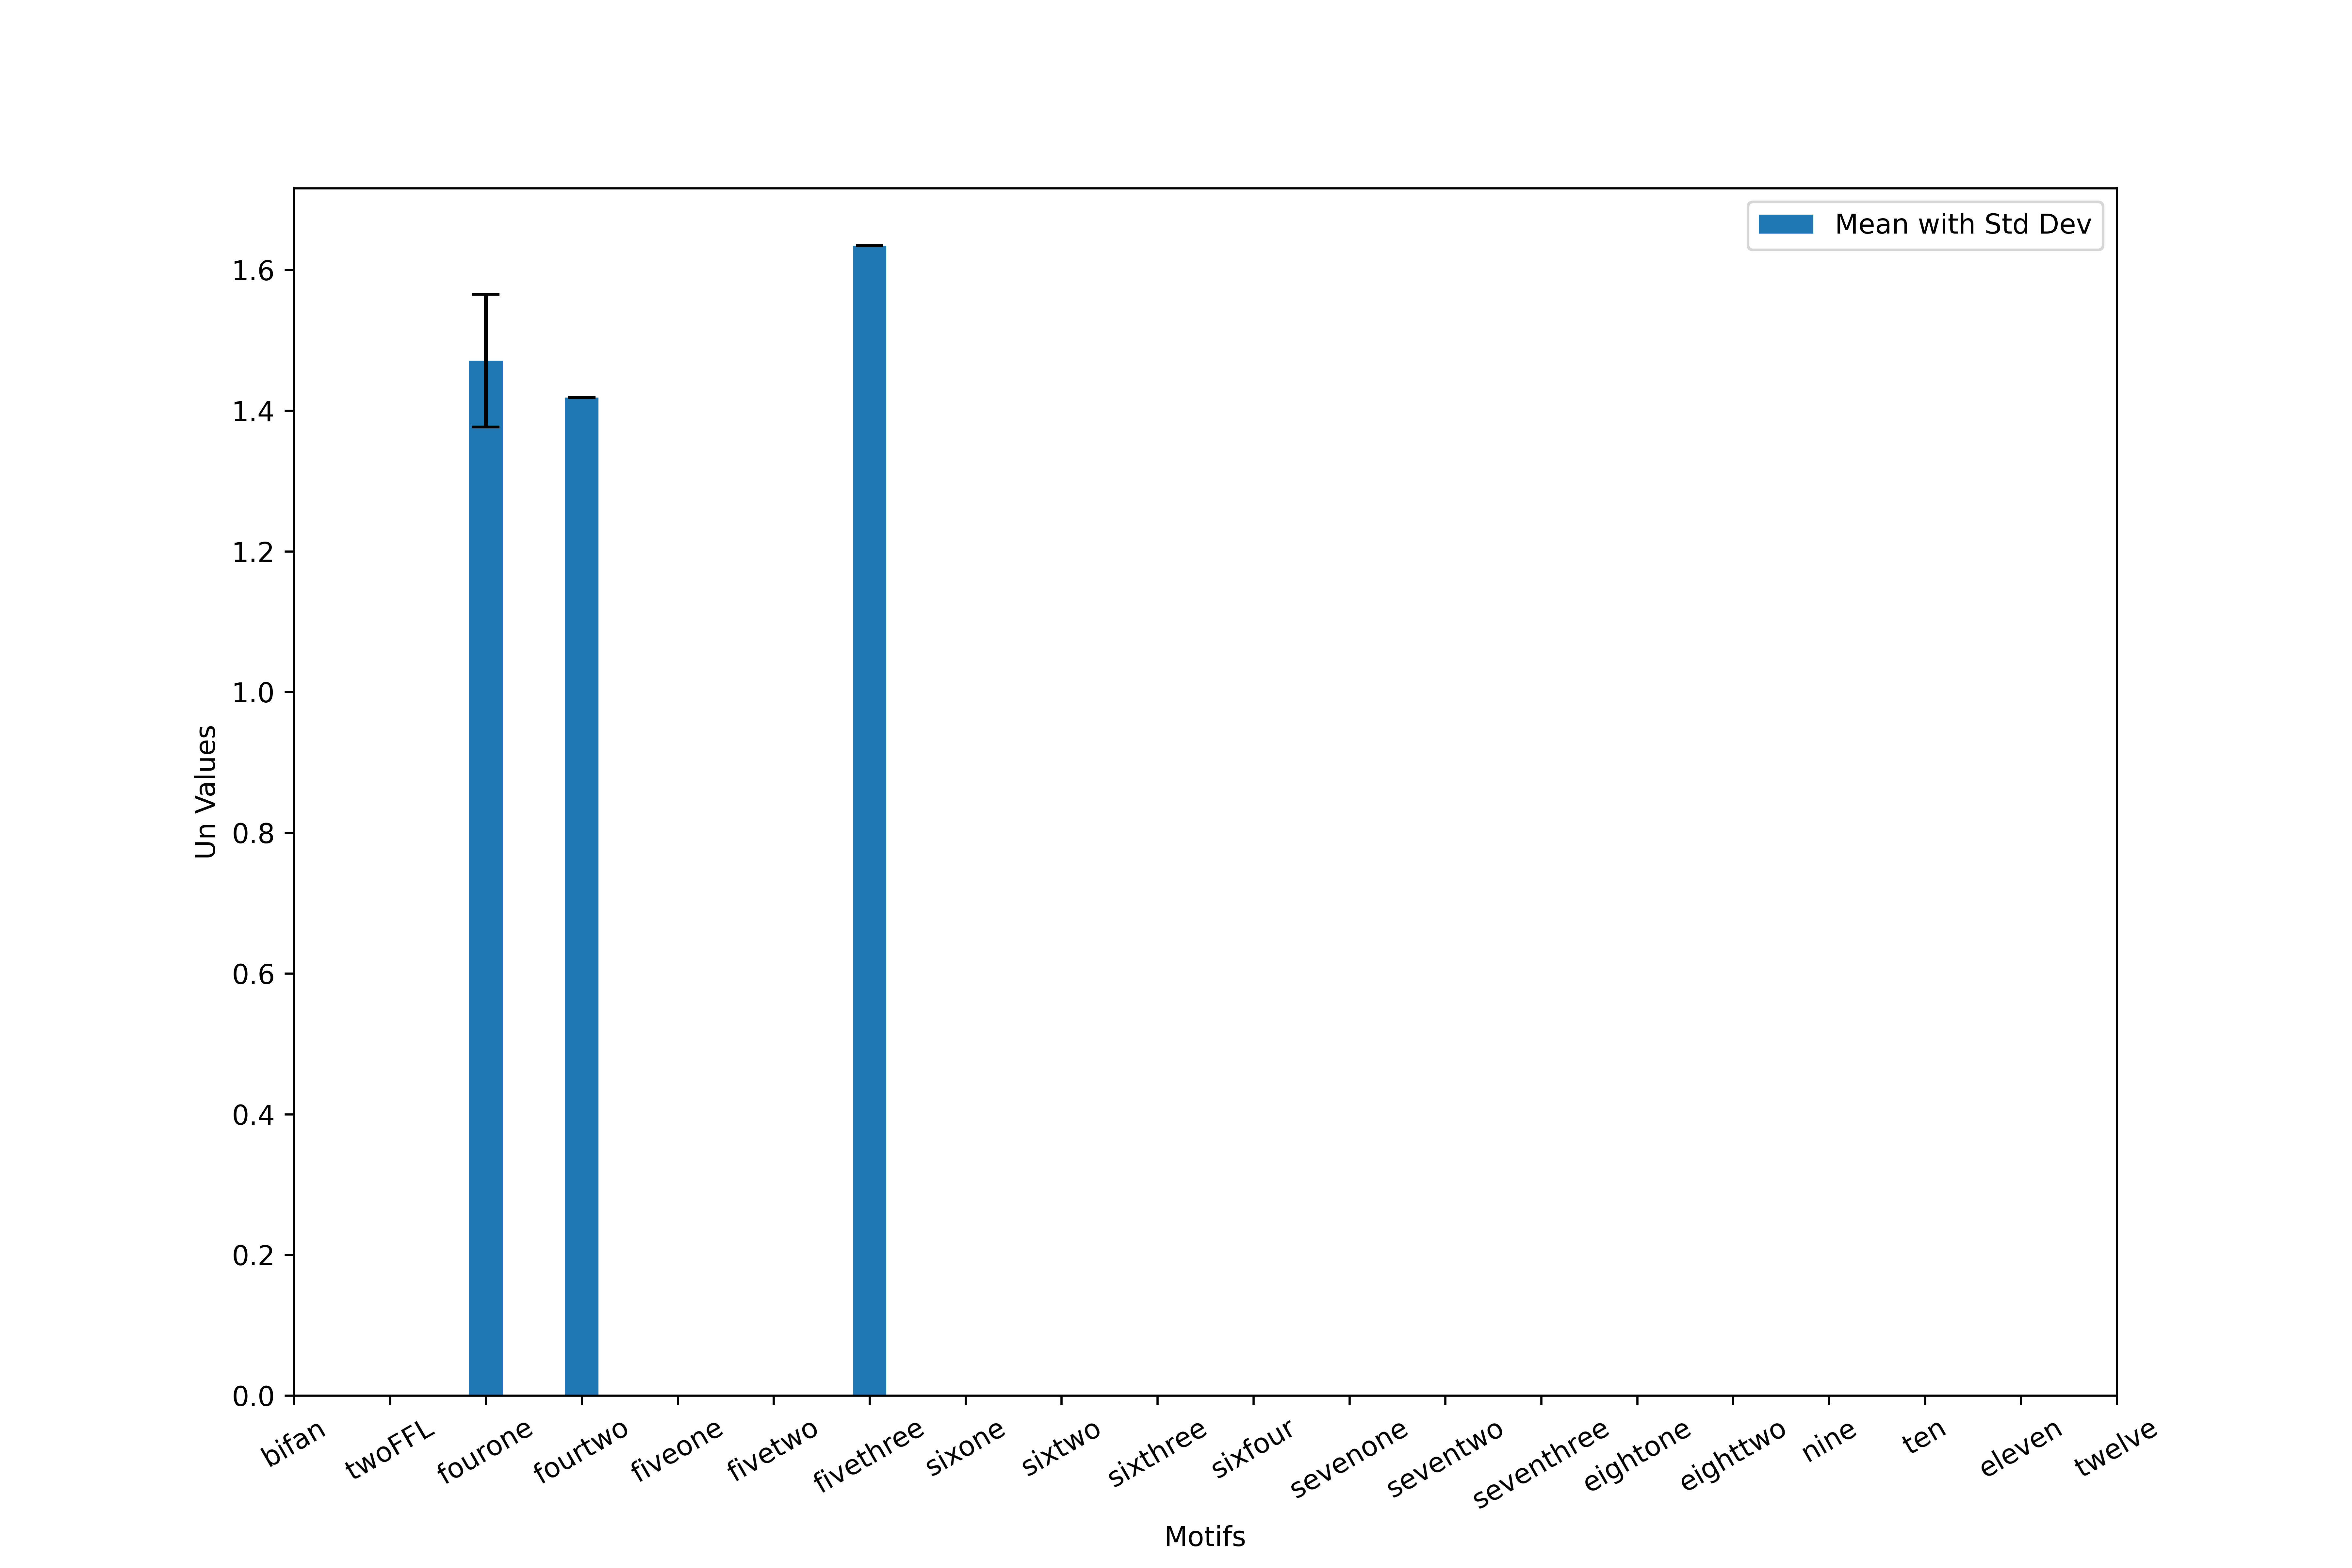 Mean with Std Dev
1.6
1.4
1.2
1.0
0.8
0.6
0.4
0.2
0.0
Un Values
bifan
twoFFL
fourone
fourtwo
fiveone
fivetwo
fivethree
sixone
sixtwo
sixthree
sixfour
sevenone
seventwo
seventhree
eightone
eighttwo
nine
ten
eleven
twelve
Motifs